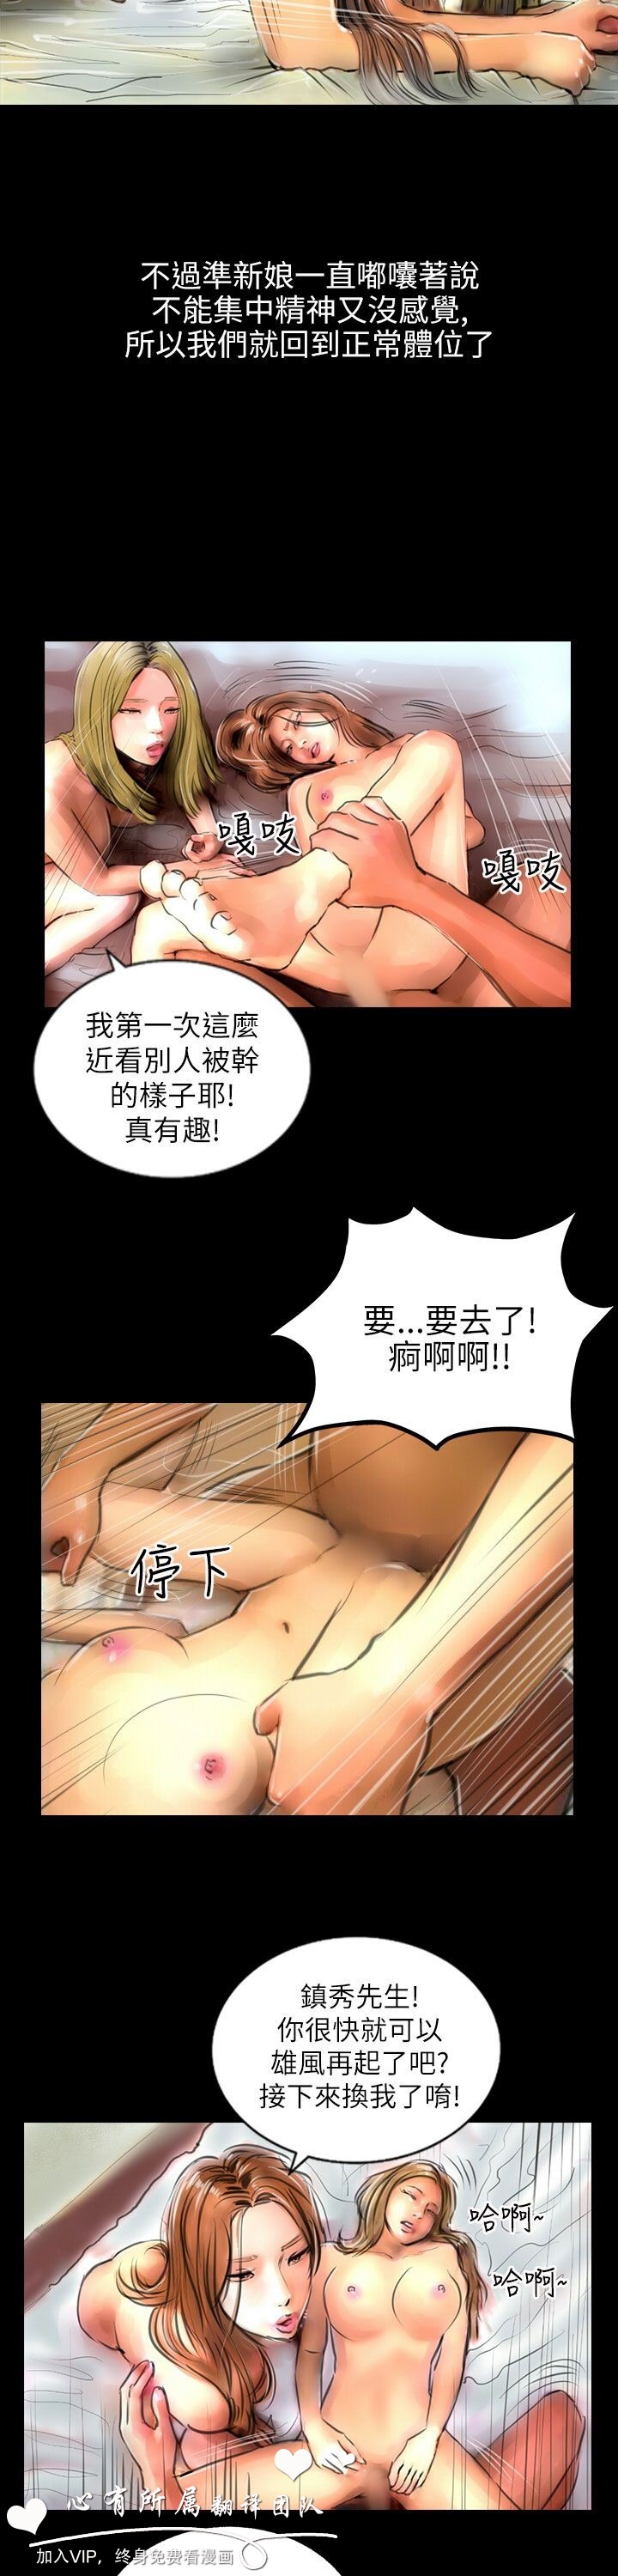 不過準新娘一直嘟囔著說
不能集中精神又沒感覺,
所以我們就回到正常體位了
嘎吱
嘎吱
我第一次這麼
近看別人被幹
的樣子耶!
真有趣!
要...要去了!
痾啊啊!!
停下
鎮秀先生!
你很快就可以
雄風再起了吧?
接下來換我了唷!
哈啊~
哈啊~
心有所属翻译团队
加入VIP，终身免费看漫画